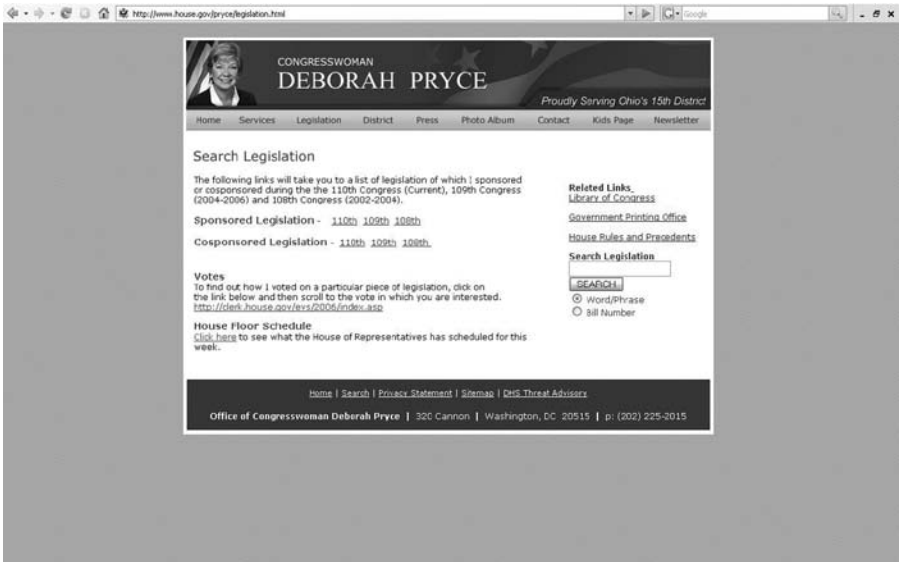 http://www.house.gov/pryce/legislation.html
Google
CONGRESSWOMAN
DEBORAH PRYCE
Proudly Serving Ohio's 15th District
Home Services Legislation District Press Photo Album Contact Kids Page Newsletter
Search Legislation
The following links will take you to a list of legislation of which I sponsored
or cosponsored during the the 110th Congress (Current), 109th Congress
(2004-2006) and 108th Congress (2002-2004).
Sponsored Legislation - 110th 109th 108th
Cosponsored Legislation - 110th 109th 108th
Votes
To find out how I voted on a particular piece of legislation, click on
the link below and then scroll to the vote in which you are interested.
http://clerk.house.gov/evs/2006/index.asp
House Floor Schedule
Click here to see what the House of Representatives has scheduled for this
week.
Related Links
Library of Congress
Government Printing Office
House Rules and Precedents
Search Legislation
SEARCH
Word/Phrase
Bill Number
Home | Search | Privacy Statement | Sitemap | DHS Threat Advisory
Office of Congresswoman Deborah Pryce | 320 Cannon | Washington, DC 20515 | p: (202) 225-2015